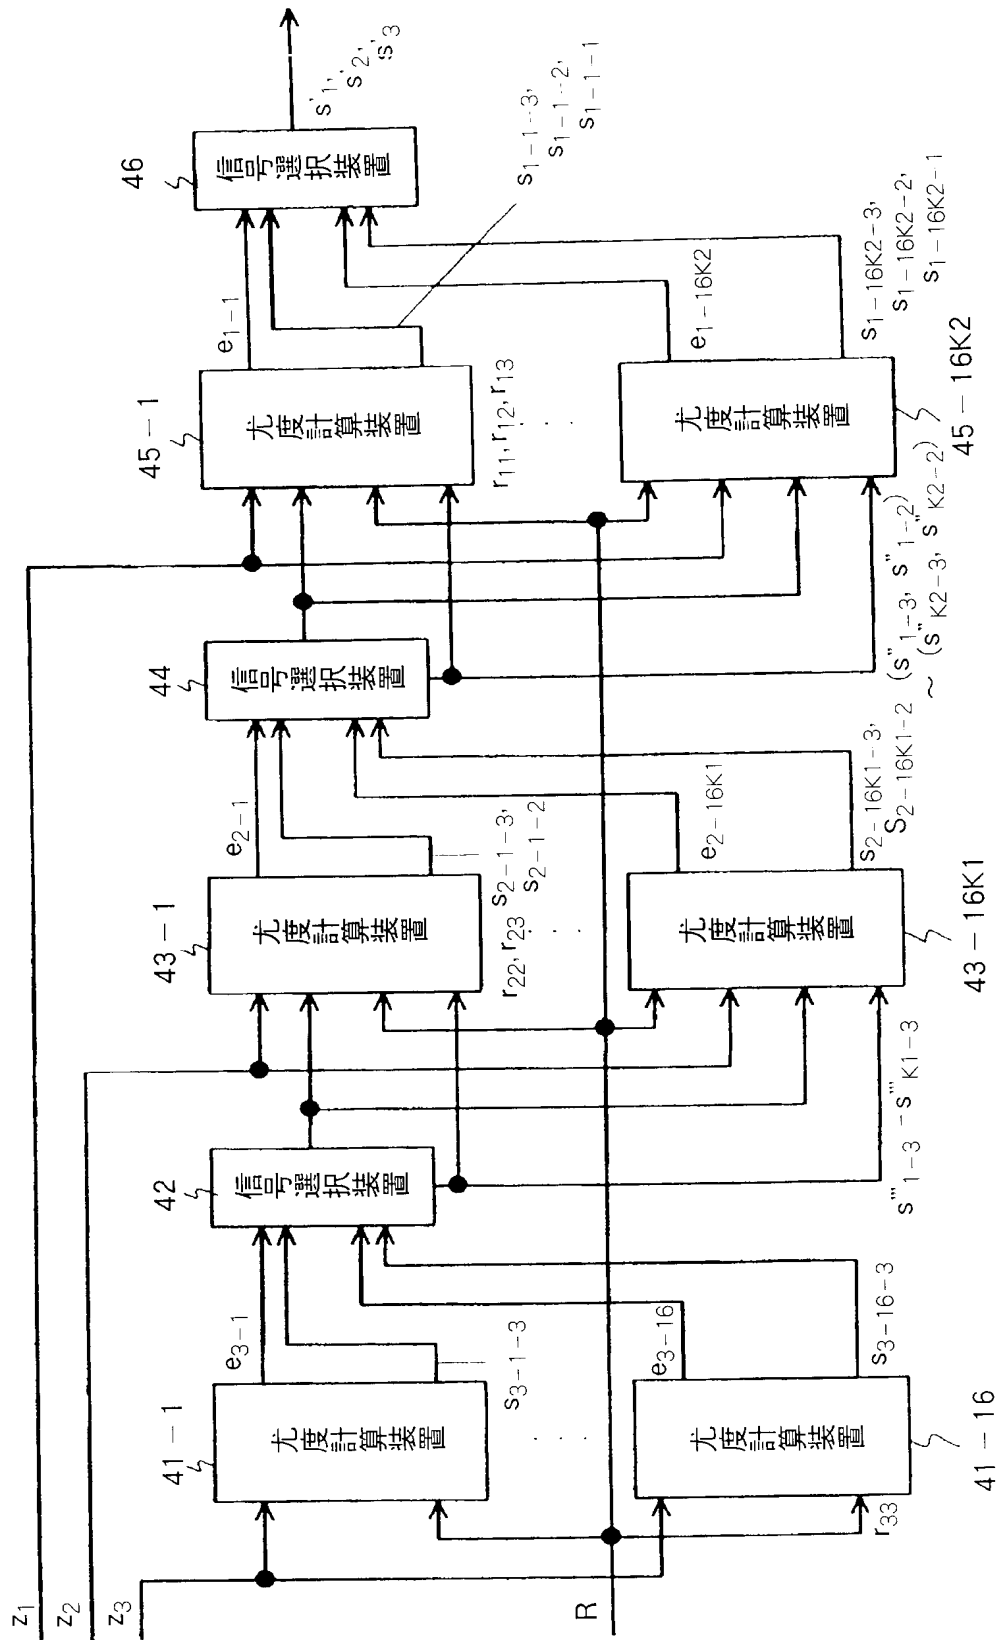 z1
z2
z3
R
41-1
尤度計算装置
e3-1
s3-1-3
41-16
尤度計算装置
r33
e3-16
s3-16-3
42
信号選択装置
s'''1-3 - s'''K1-3
43-1
尤度計算装置
r22, r23
e2-1
s2-1-3,
s2-1-2
43-16K1
尤度計算装置
e2-16K1
s2-16K1-3,
S2-16K1-2
44
信号選択装置
(s''1-3, s''1-2)
~ (s''K2-3, s''K2-2)
45-1
尤度計算装置
r11, r12, r13
e1-1
s1-1-3,
s1-1-2,
s1-1-1
45-16K2
尤度計算装置
e1-16K2
s1-16K2-3,
s1-16K2-2,
s1-16K2-1
46
信号選択装置
s'1, s'2, s'3